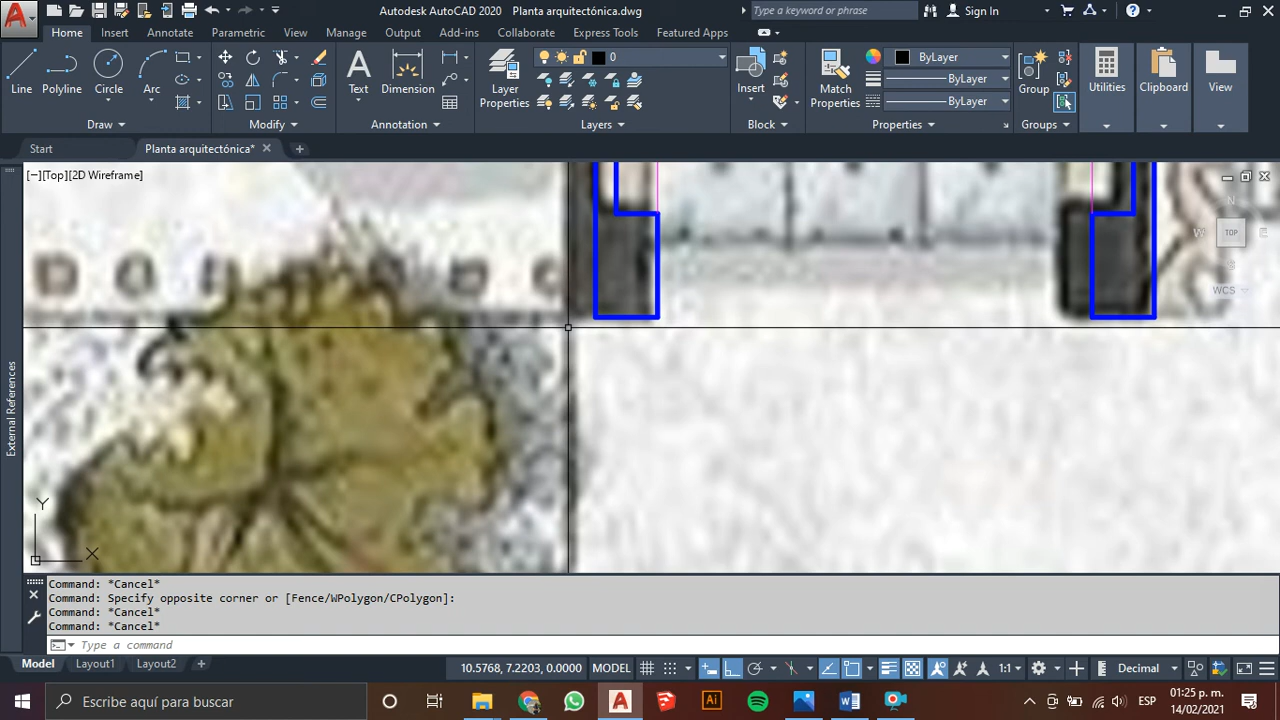 Autodesk AutoCAD 2020 Planta arquitectónica.dwg
Type a keyword or phrase
Sign In
Home Insert Annotate Parametric View Manage Output Add-ins Collaborate Express Tools Featured Apps
Line Polyline Circle Arc
Text Dimension
Layer Properties
0
Insert
Match Properties
ByLayer
ByLayer
ByLayer
Group
Utilities
Clipboard
View
Draw Modify Annotation Layers Block Properties Groups
Start Planta arquitectónica*
[−][Top][2D Wireframe]
N
W TOP E
S
WCS
External References
Y
X
Command: *Cancel*
Command: Specify opposite corner or [Fence/WPolygon/CPolygon]:
Command: *Cancel*
Command: *Cancel*
Type a command
Model Layout1 Layout2
10.5768, 7.2203, 0.0000 MODEL 1:1 Decimal
Escribe aquí para buscar
ESP
01:25 p. m.
14/02/2021